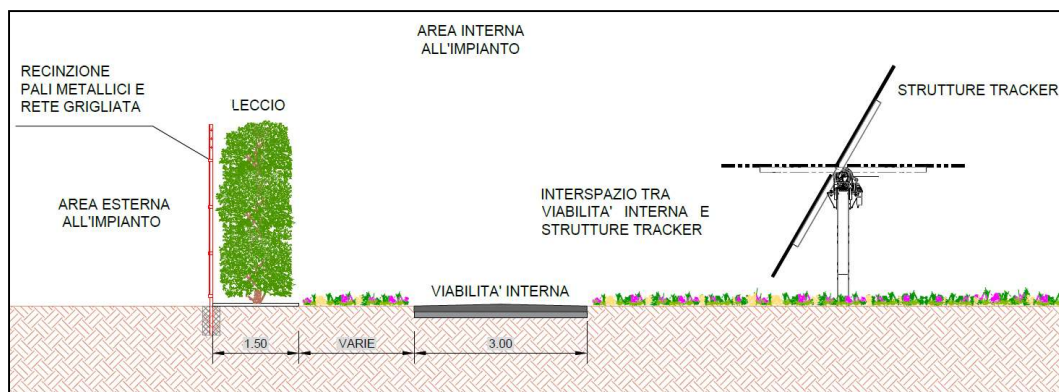 AREA INTERNA
ALL'IMPIANTO
RECINZIONE
PALI METALLICI E
RETE GRIGLIATA
LECCIO
STRUTTURE TRACKER
AREA ESTERNA
ALL'IMPIANTO
INTERSPAZIO TRA
VIABILITA' INTERNA E
STRUTTURE TRACKER
VIABILITA' INTERNA
1.50
VARIE
3.00